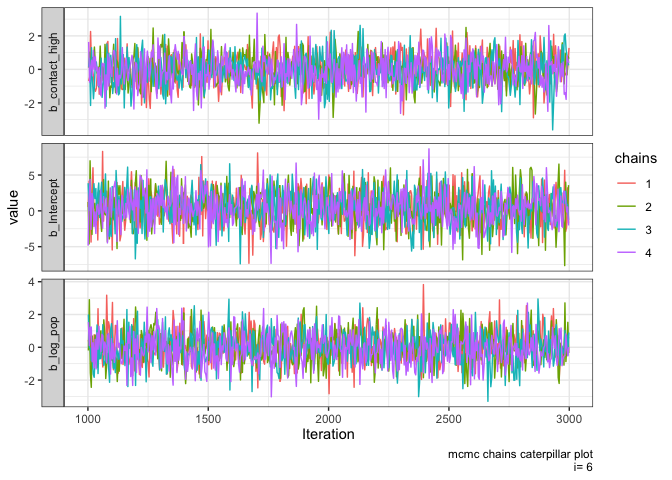 b_contact_high
2
0
-2
b_Intercept
5
0
-5
b_log_pop
4
2
0
-2
value
1000
1500
2000
2500
3000
Iteration
chains
1
2
3
4
mcmc chains caterpillar plot
i= 6